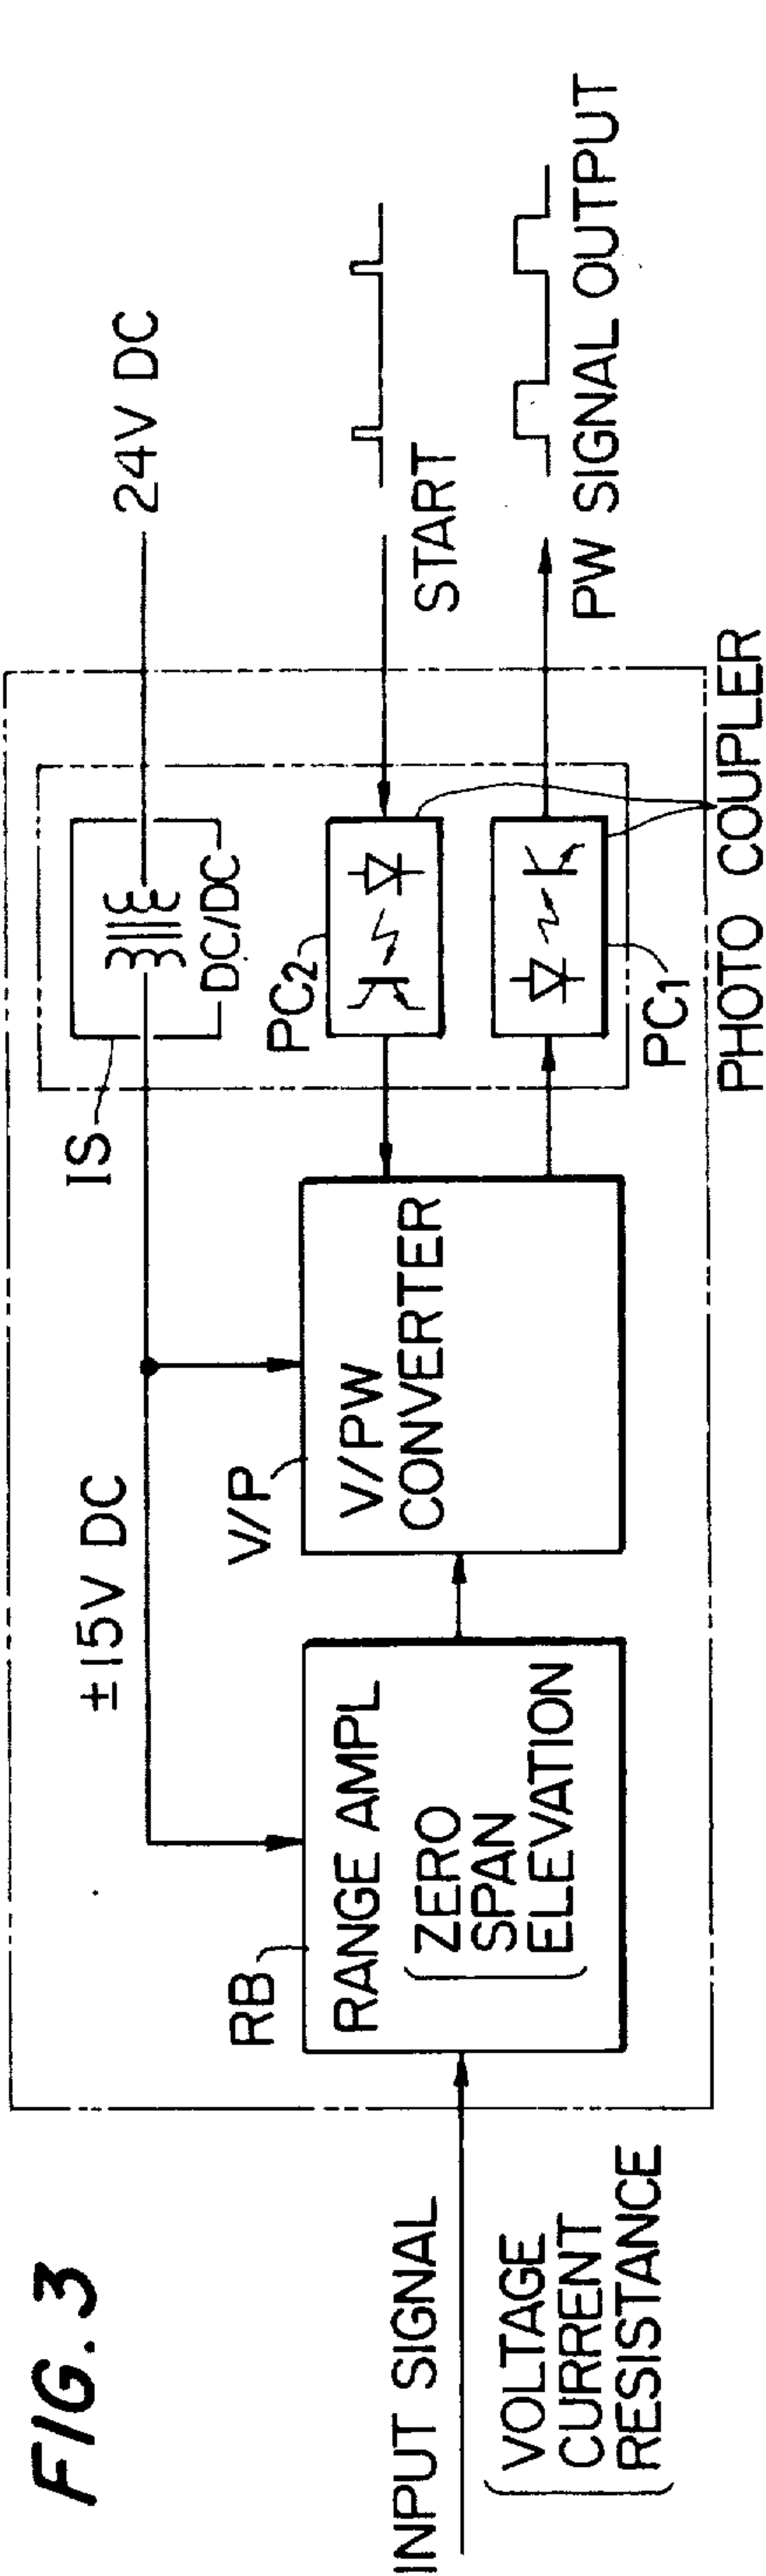 FIG. 3
INPUT SIGNAL
VOLTAGE
CURRENT
RESISTANCE
RB
RANGE AMPL
ZERO
SPAN
ELEVATION
±15V DC
V/P
V/PW
CONVERTER
IS
DC/DC
PC2
PC1
PHOTO COUPLER
24V DC
START
PW SIGNAL OUTPUT